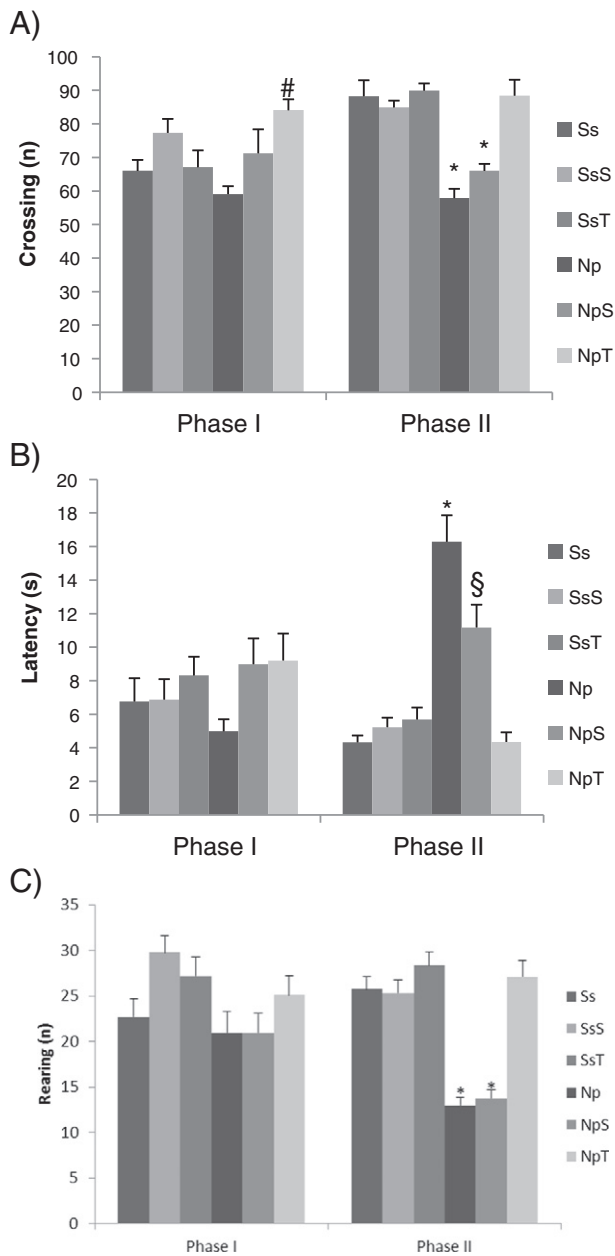 A)
Crossing (n)
100
90
80
70
60
50
40
30
20
10
0
#
*
*
Phase I
Phase II
Ss
SsS
SsT
Np
NpS
NpT
B)
Latency (s)
20
18
16
14
12
10
8
6
4
2
0
*
§
Phase I
Phase II
Ss
SsS
SsT
Np
NpS
NpT
C)
Rearing (n)
35
30
25
20
15
10
5
0
*
*
Phase I
Phase II
Ss
SsS
SsT
Np
NpS
NpT